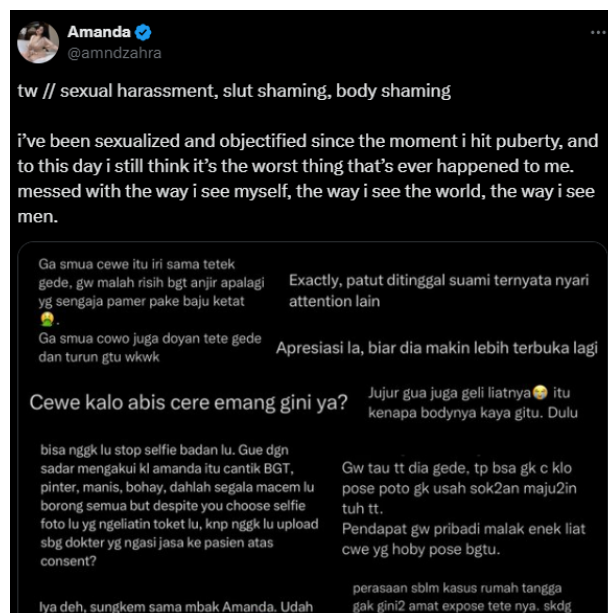 Amanda
@amndzahra
tw // sexual harassment, slut shaming, body shaming
i've been sexualized and objectified since the moment i hit puberty, and
to this day i still think it's the worst thing that's ever happened to me.
messed with the way i see myself, the way i see the world, the way i see
men.
Ga smua cewe itu iri sama tetek
gede, gw malah risih bgt anjir apalagi
yg sengaja pamer pake baju ketat
🤮.
Ga smua cowo juga doyan tete gede
dan turun gtu wkwk
Exactly, patut ditinggal suami ternyata nyari
attention lain
Apresiasi la, biar dia makin lebih terbuka lagi
Cewe kalo abis cere emang gini ya?
Jujur gua juga geli liatnya😭 itu
kenapa bodynya kaya gitu. Dulu
bisa nggk lu stop selfie badan lu. Gue dgn
sadar mengakui kl amanda itu cantik BGT,
pinter, manis, bohay, dahlah segala macem lu
borong semua but despite you choose selfie
foto lu yg ngeliatin toket lu, knp nggk lu upload
sbg dokter yg ngasi jasa ke pasien atas
consent?
Gw tau tt dia gede, tp bsa gk c klo
pose poto gk usah sok2an maju2in
tuh tt.
Pendapat gw pribadi malak enek liat
cwe yg hoby pose bgtu.
Iya deh, sungkem sama mbak Amanda. Udah
perasaan sblm kasus rumah tangga
gak gini2 amat expose tete nya. skdg